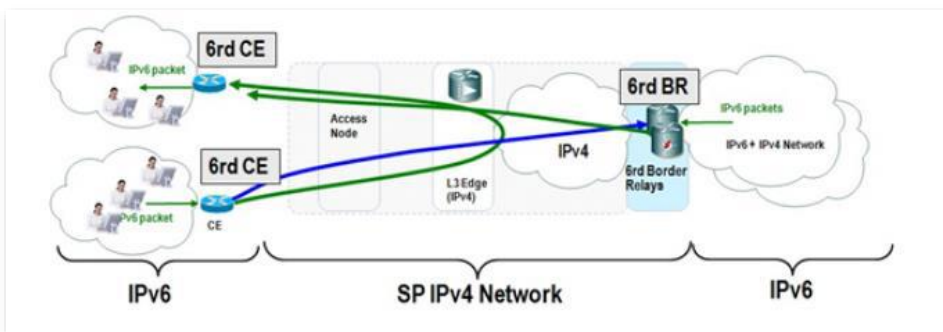 6rd CE
IPv6 packet
Access
Node
6rd BR
IPv6 packets
IPv6 + IPv4 Network
IPv4
6rd CE
L3 Edge
(IPv4)
6rd Border
Relays
Pv6 packet
CE
IPv6
SP IPv4 Network
IPv6